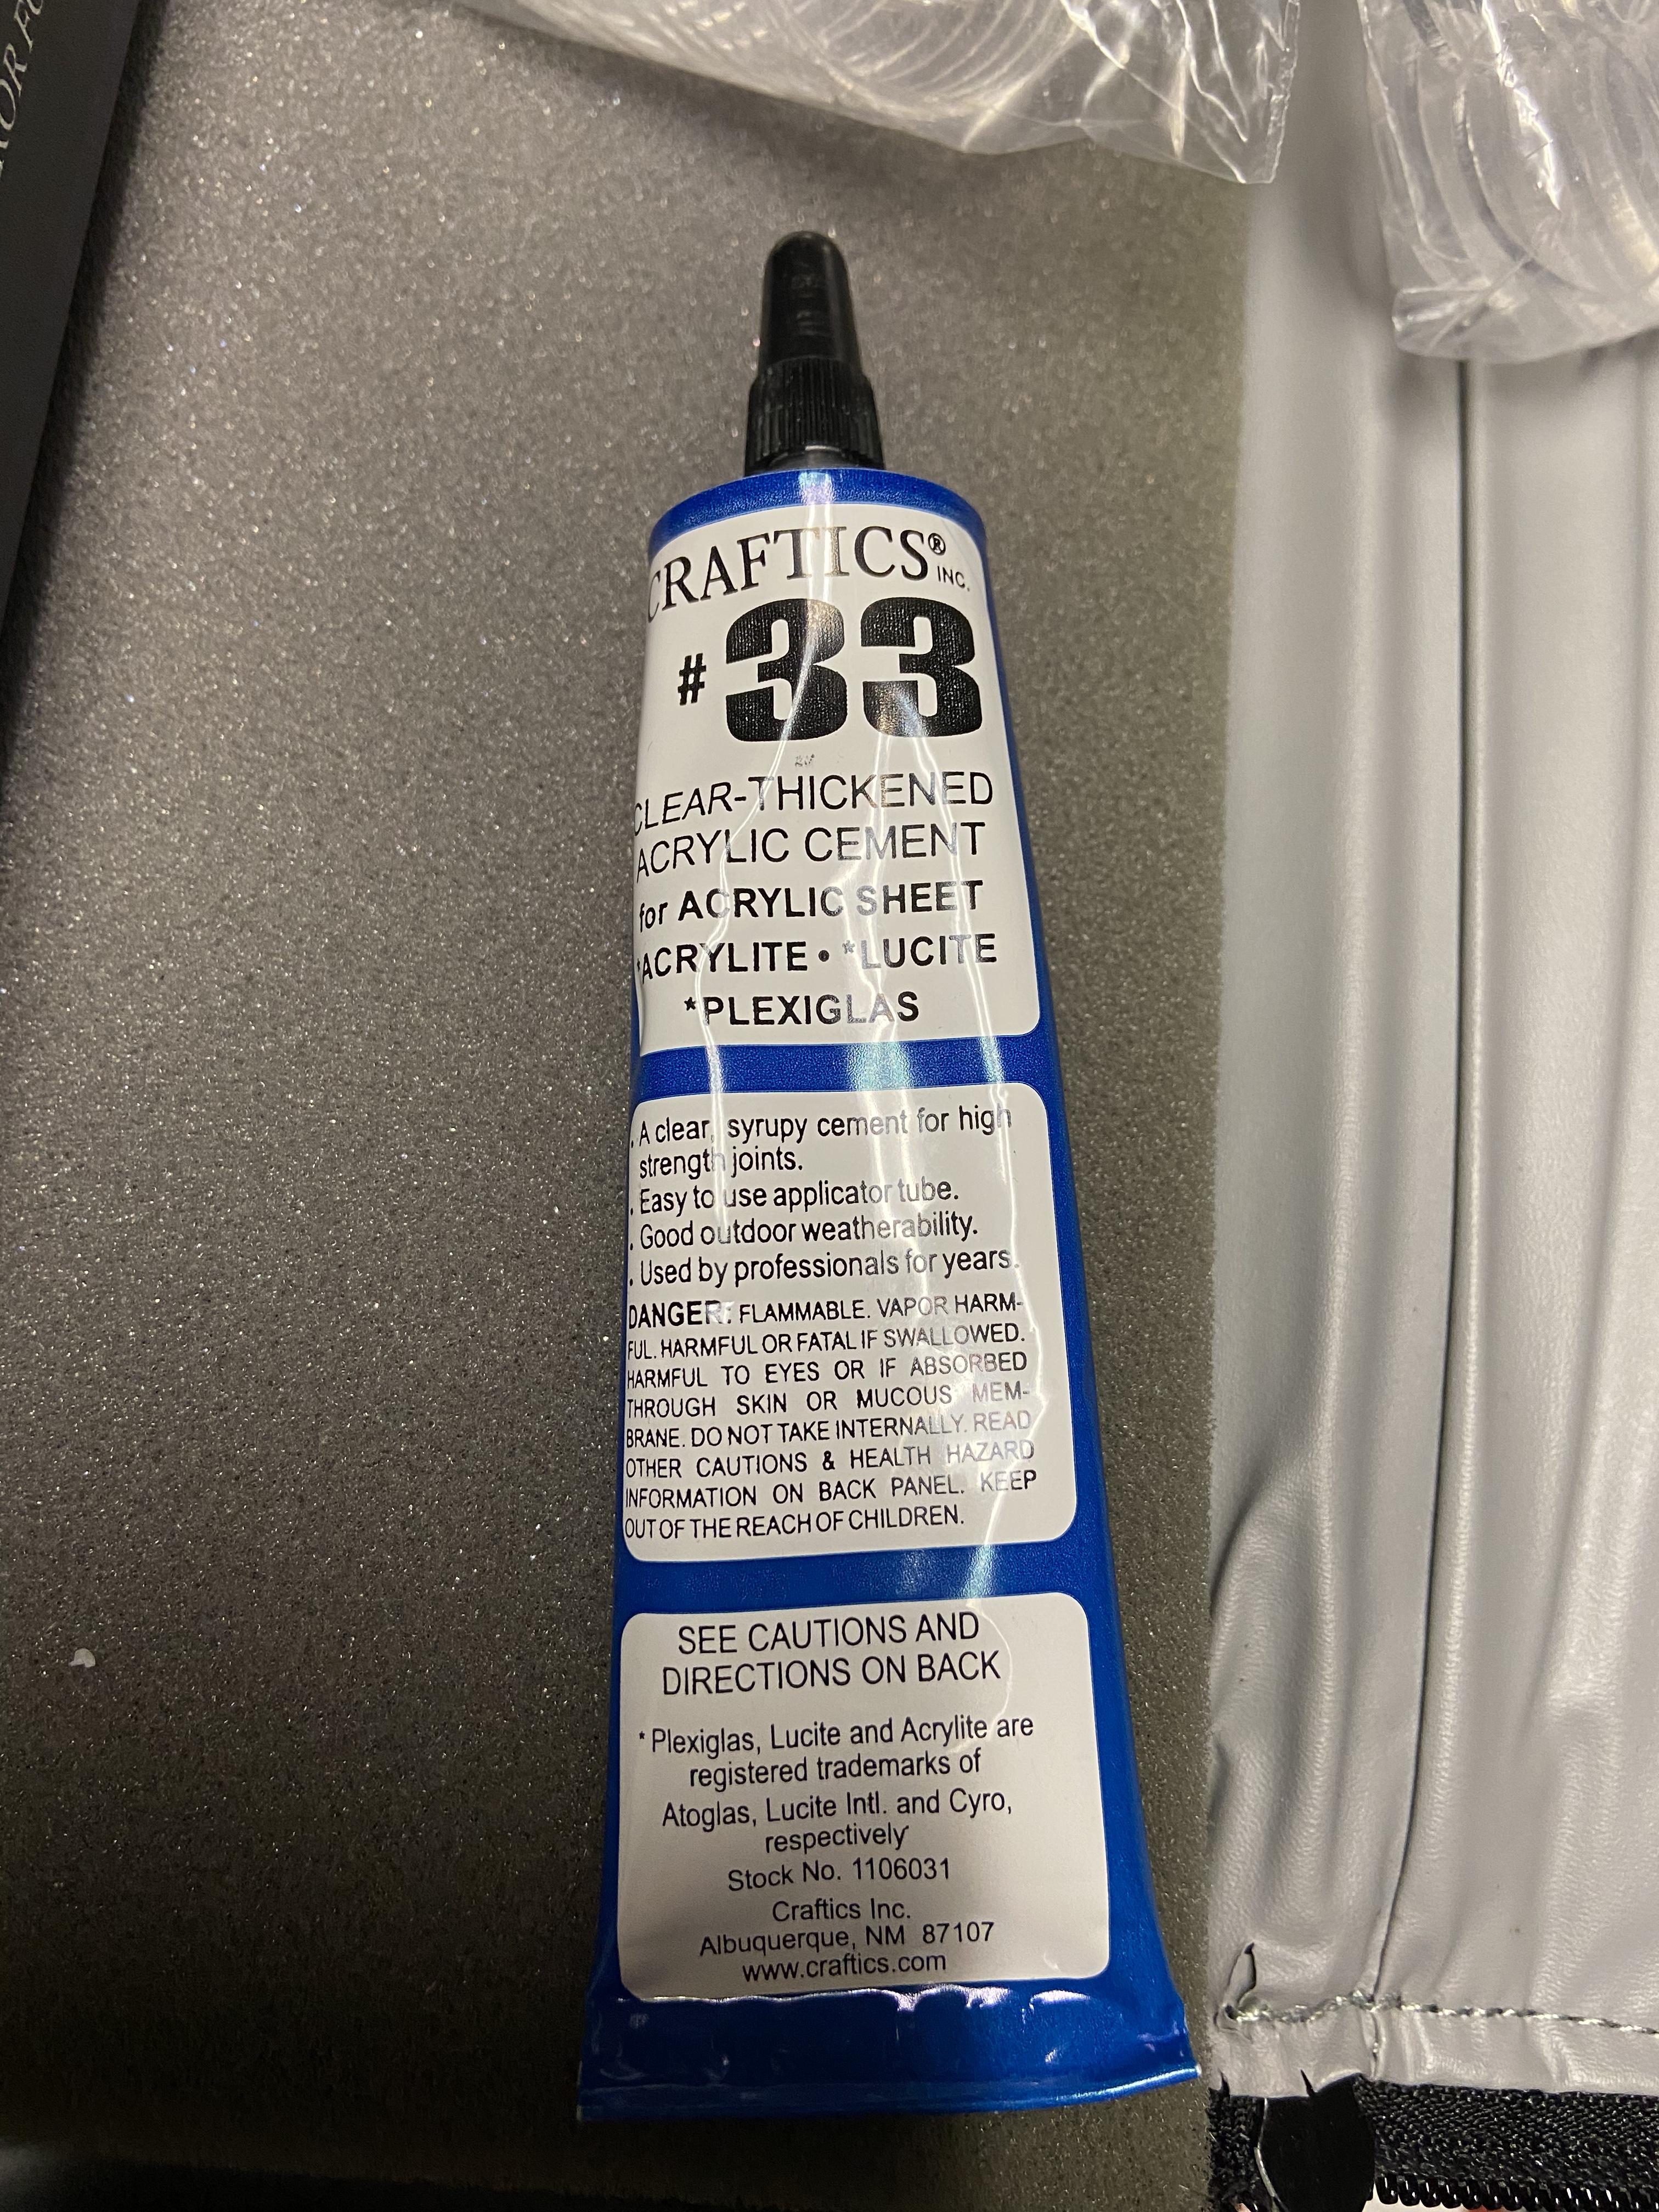 CRAFTICS®
INC.
# 33
CLEAR-THICKENED
ACRYLIC CEMENT
for ACRYLIC SHEET
*ACRYLITE • *LUCITE
*PLEXIGLAS
. A clear, syrupy cement for high
strength joints.
. Easy to use applicator tube.
. Good outdoor weatherability.
. Used by professionals for years.
DANGER: FLAMMABLE. VAPOR HARM-
FUL. HARMFUL OR FATAL IF SWALLOWED.
HARMFUL TO EYES OR IF ABSORBED
THROUGH SKIN OR MUCOUS MEM-
BRANE. DO NOT TAKE INTERNALLY. READ
OTHER CAUTIONS & HEALTH HAZARD
INFORMATION ON BACK PANEL. KEEP
OUT OF THE REACH OF CHILDREN.
SEE CAUTIONS AND
DIRECTIONS ON BACK
* Plexiglas, Lucite and Acrylite are
registered trademarks of
Atoglas, Lucite Intl. and Cyro,
respectively
Stock No. 1106031
Craftics Inc.
Albuquerque, NM 87107
www.craftics.com